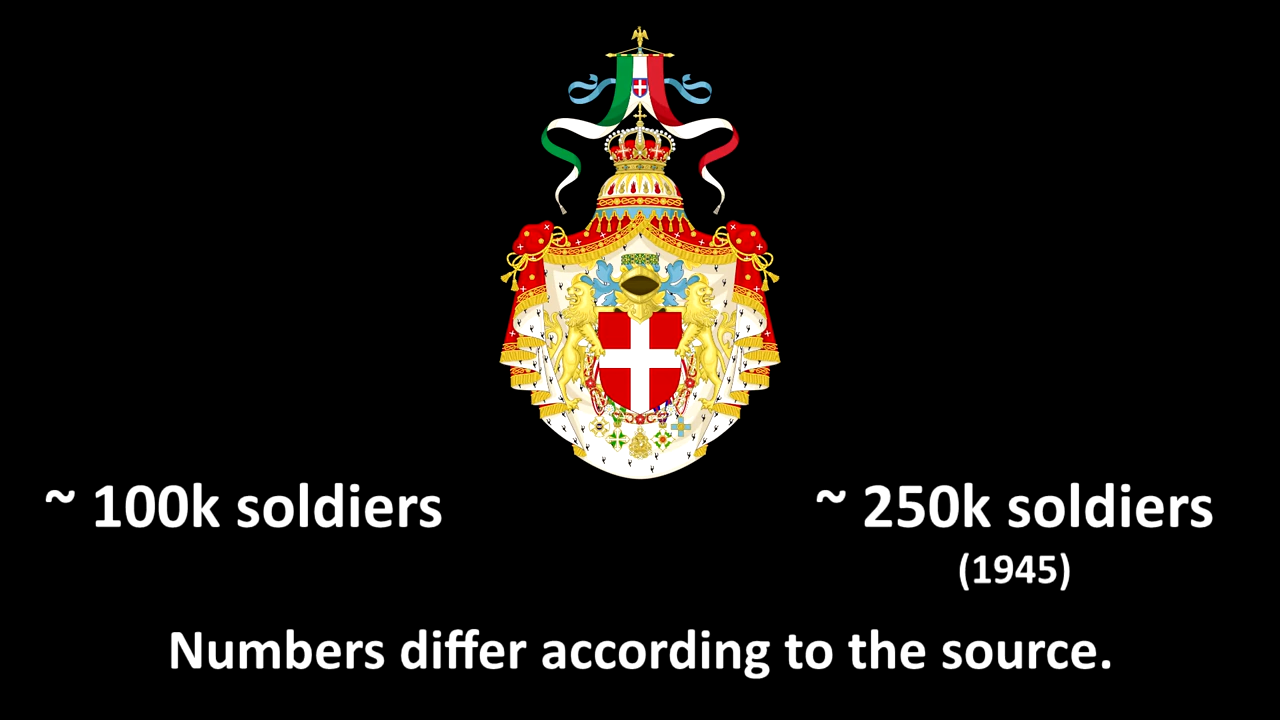 ~ 100k soldiers
~ 250k soldiers
(1945)
Numbers differ according to the source.